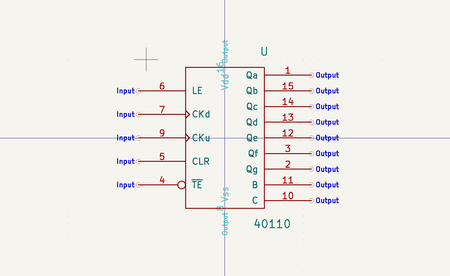 U
Output
16
Vdd
Qa 1 Output
Input 6 LE Qb 15 Output
Qc 14 Output
Input 7 CKd Qd 13 Output
Input 9 CKu Qe 12 Output
Qf 3 Output
Input 5 CLR Qg 2 Output
Input 4 TE B 11 Output
C 10 Output
Vss
8
Output
40110